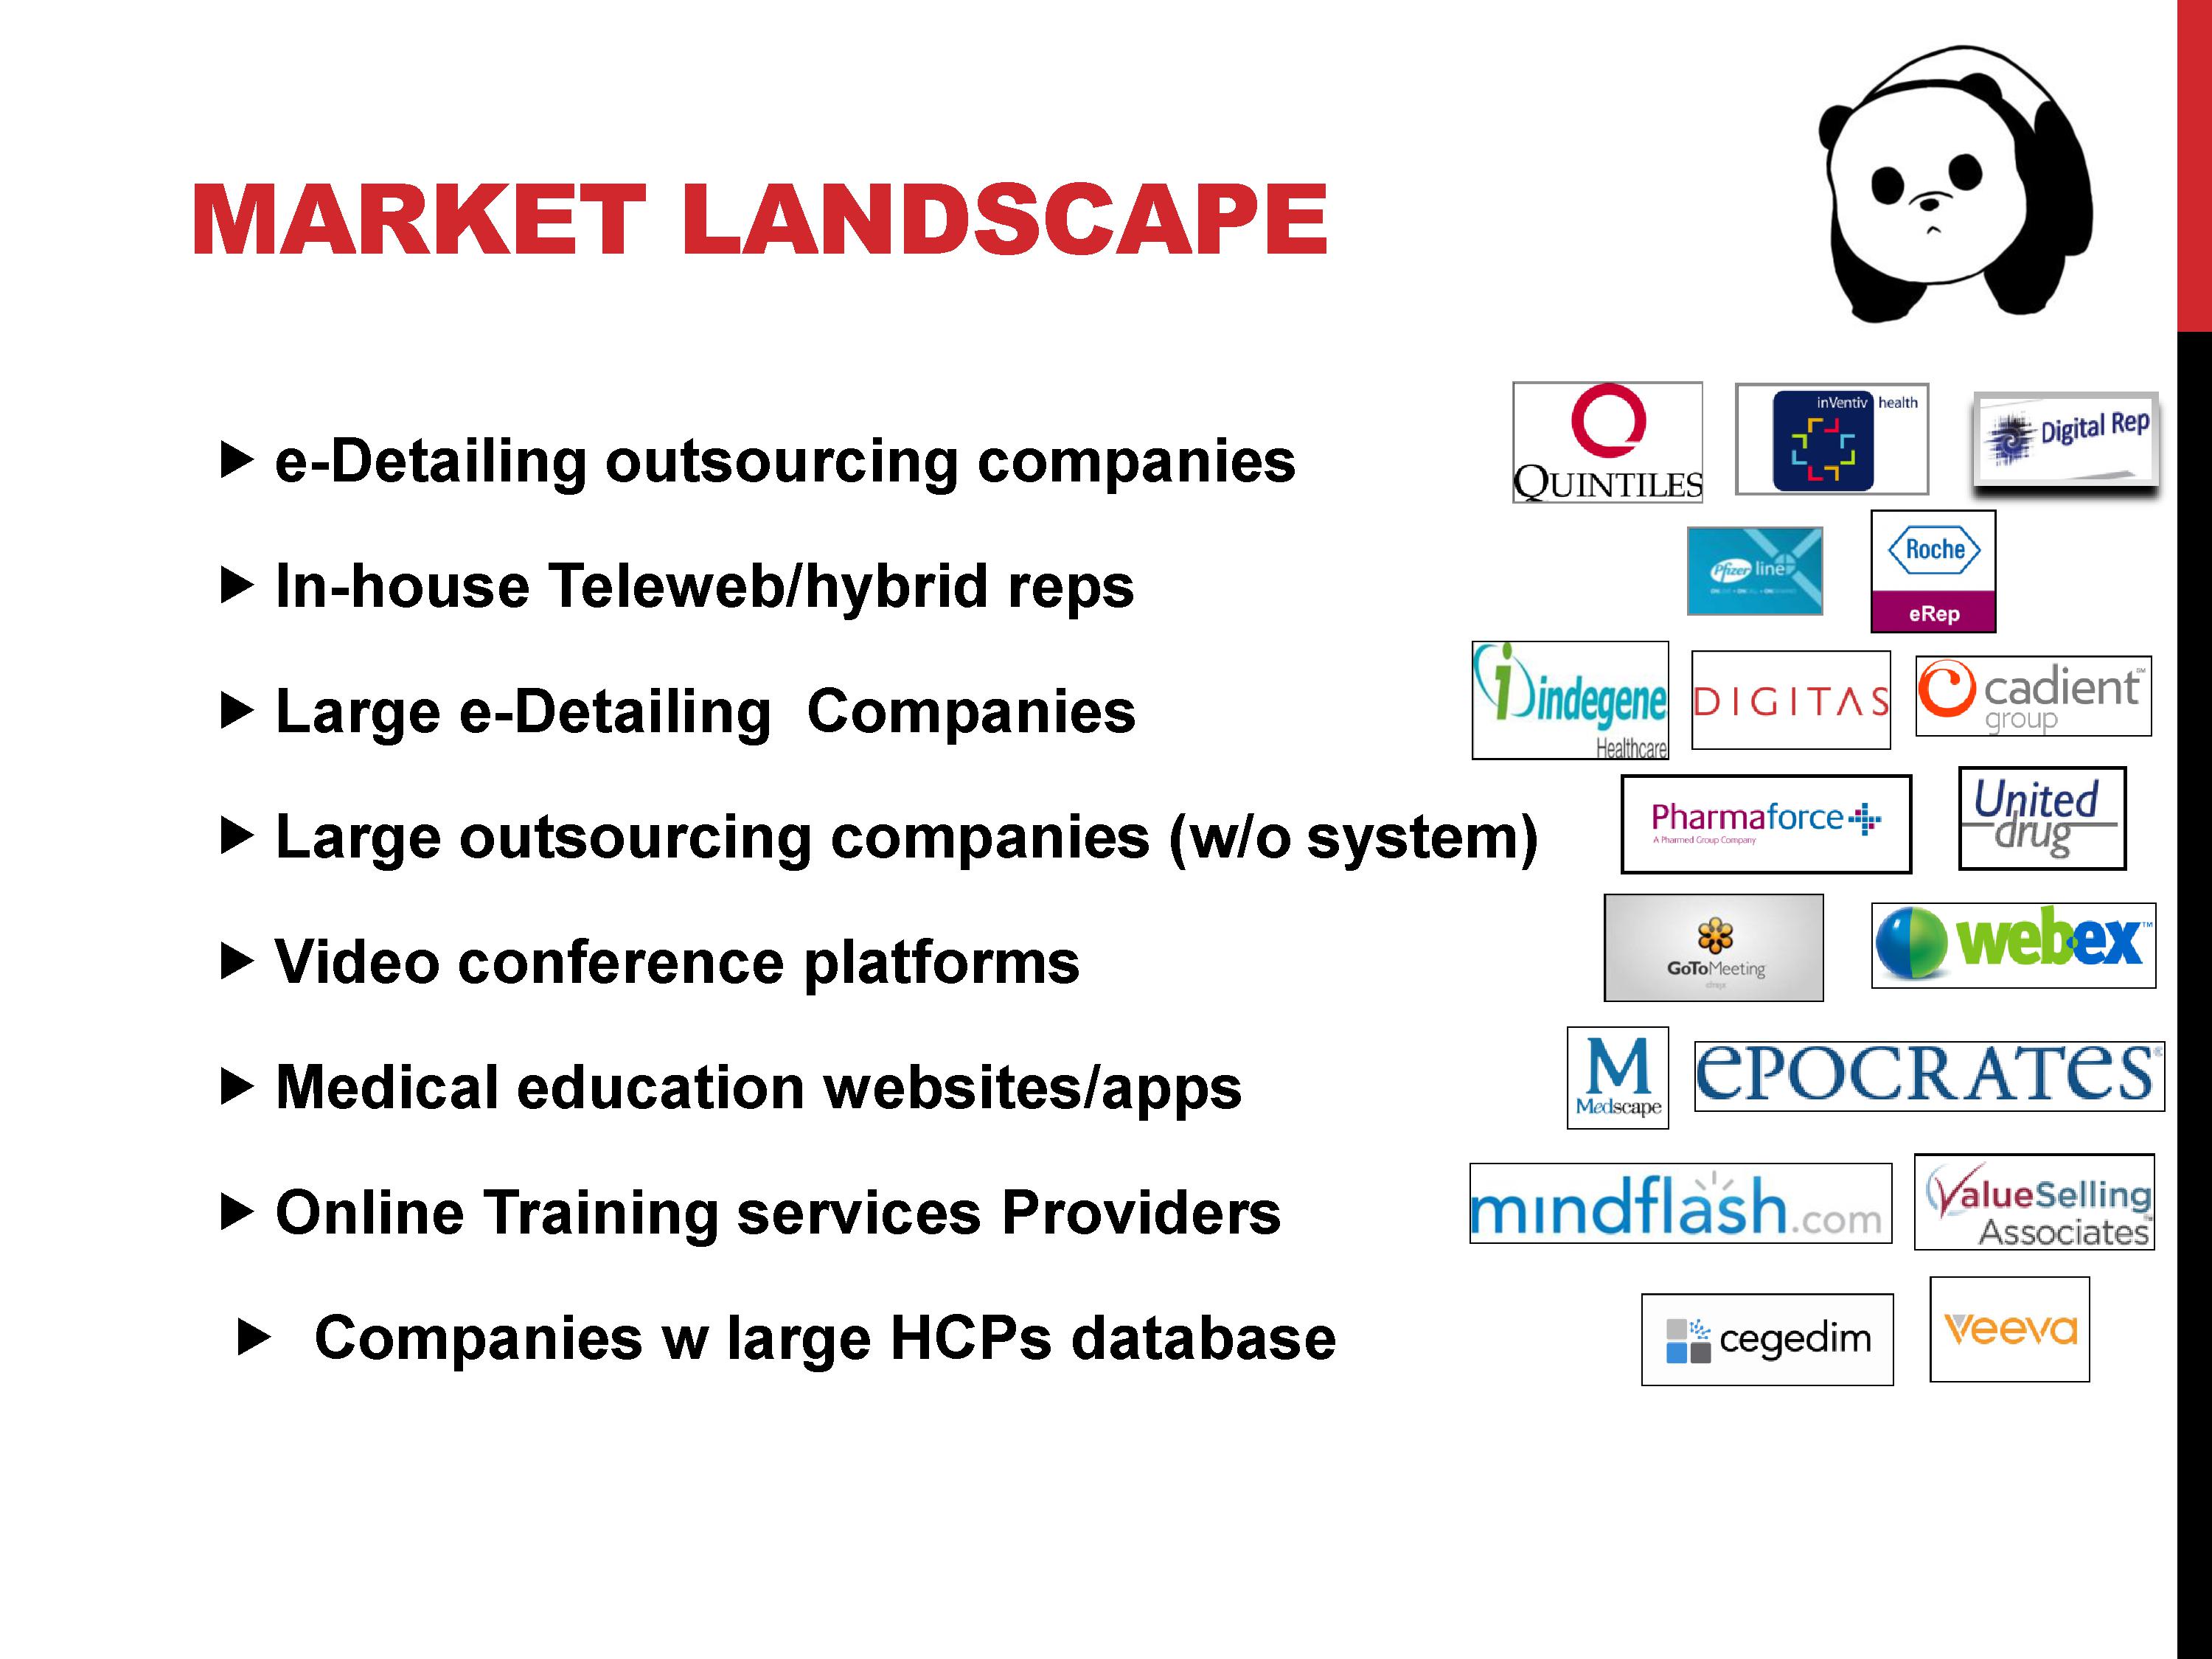 MARKET LANDSCAPE
▶ e-Detailing outsourcing companies
QUINTILES
inVentiv health
Digital Rep
▶ In-house Teleweb/hybrid reps
Pfizer line
Roche
eRep
▶ Large e-Detailing  Companies
indegene
Healthcare
DIGITAS
cadient™
group
▶ Large outsourcing companies (w/o system)
Pharmaforce
A Pharmed Group Company
United
drug
▶ Video conference platforms
GoToMeeting
citrix
webex™
▶ Medical education websites/apps
M
Medscape
ePOCRATes®
▶ Online Training services Providers
mindflash.com
ValueSelling
Associates
▶ Companies w large HCPs database
cegedim
veeva